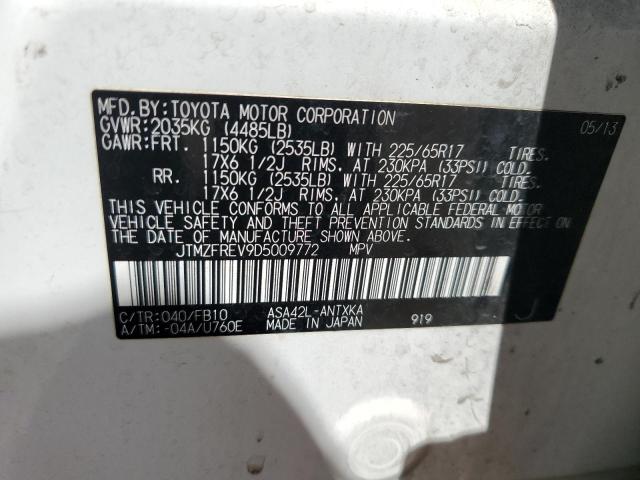 MFD. BY: TOYOTA MOTOR CORPORATION 05/13
GVWR: 2035KG (4485LB)
GAWR: FRT. 1150KG (2535LB) WITH 225/65R17 TIRES.
17X6 1/2J RIMS, AT 230KPA (33PSI) COLD.
RR. 1150KG (2535LB) WITH 225/65R17 TIRES.
17X6 1/2J RIMS, AT 230KPA (33PSI) COLD.
THIS VEHICLE CONFORMS TO ALL APPLICABLE FEDERAL MOTOR
VEHICLE SAFETY AND THEFT PREVENTION STANDARDS IN EFFECT ON
THE DATE OF MANUFACTURE SHOWN ABOVE.
JTMZFREV9D5009772 MPV
C/TR: 040/FB10 ASA42L-ANTXKA
A/TM: -04A/U760E MADE IN JAPAN 919 J